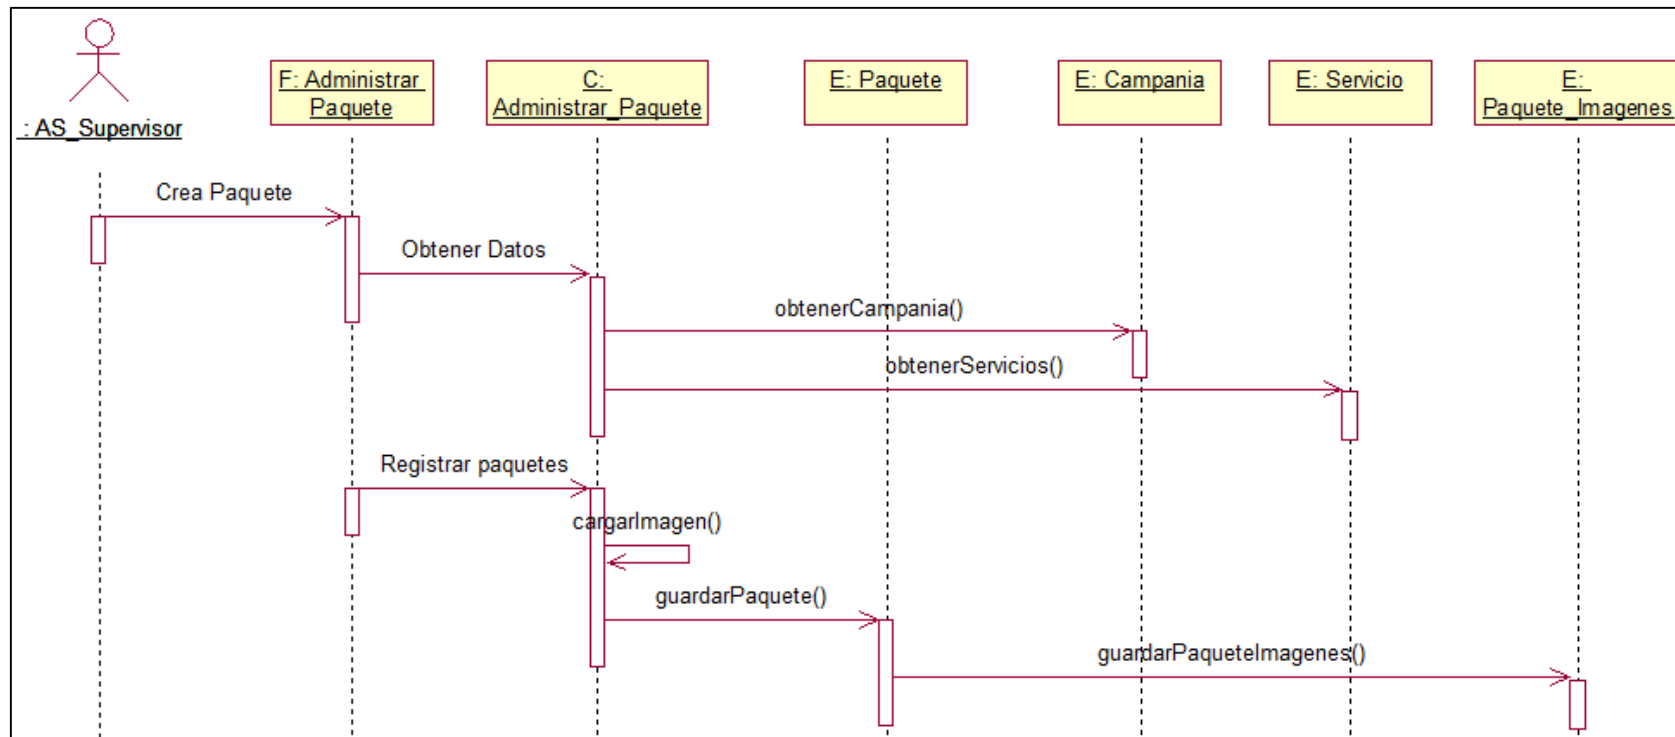 : AS_Supervisor
F: Administrar
Paquete
C:
Administrar_Paquete
E: Paquete
E: Campania
E: Servicio
E:
Paquete_Imagenes
Crea Paquete
Obtener Datos
obtenerCampania()
obtenerServicios()
Registrar paquetes
cargarImagen()
guardarPaquete()
guardarPaqueteImagenes()